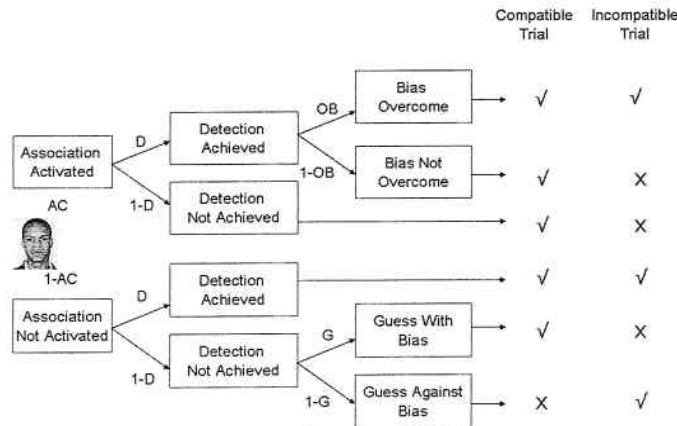 Compatible Incompatible
Trial Trial
Bias
Overcome
√ √
OB
D
Detection
Achieved
Association
Activated
1-OB
Bias Not
Overcome
√ X
AC
1-D
Detection
Not Achieved
√ X
1-AC
D
Detection
Achieved
√ √
Association
Not Activated
G
Guess With
Bias
√ X
1-D
Detection
Not Achieved
1-G
Guess Against
Bias
X √